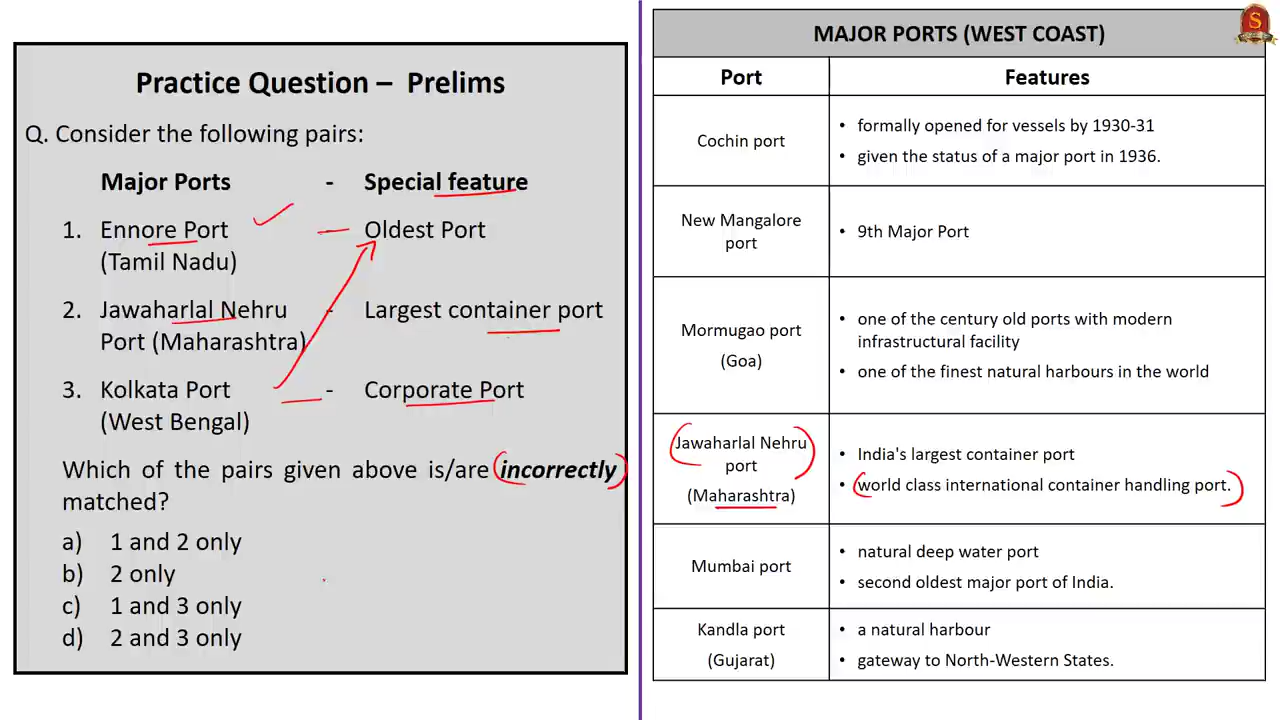 Practice Question – Prelims
Q. Consider the following pairs:
Major Ports - Special feature
1. Ennore Port - Oldest Port
(Tamil Nadu)
2. Jawaharlal Nehru - Largest container port
Port (Maharashtra)
3. Kolkata Port - Corporate Port
(West Bengal)
Which of the pairs given above is/are incorrectly
matched?
a) 1 and 2 only
b) 2 only
c) 1 and 3 only
d) 2 and 3 only
MAJOR PORTS (WEST COAST)
Port Features
Cochin port
• formally opened for vessels by 1930-31
• given the status of a major port in 1936.
New Mangalore
port
• 9th Major Port
Mormugao port
(Goa)
• one of the century old ports with modern
infrastructural facility
• one of the finest natural harbours in the world
Jawaharlal Nehru
port
(Maharashtra)
• India's largest container port
• world class international container handling port.
Mumbai port
• natural deep water port
• second oldest major port of India.
Kandla port
(Gujarat)
• a natural harbour
• gateway to North-Western States.